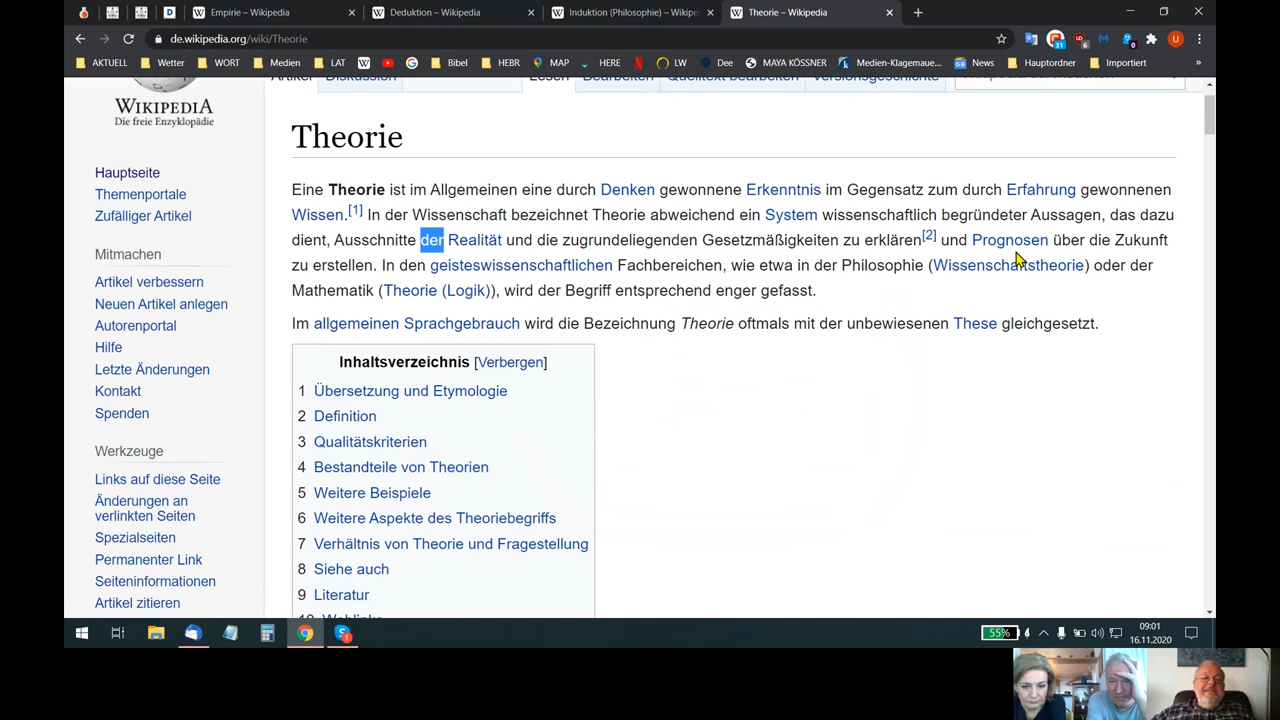 Empirie – Wikipedia
Deduktion – Wikipedia
Induktion (Philosophie) – Wikipe
Theorie – Wikipedia
de.wikipedia.org/wiki/Theorie
AKTUELL Wetter WORT Medien LAT Bibel HEBR MAP HERE LW Dee MAYA KÖSSNER Medien-Klagemaue... News Hauptordner Importiert
Artikel Diskussion Lesen Bearbeiten Quelltext bearbeiten Versionsgeschichte
WIKIPEDIA
Die freie Enzyklopädie
Hauptseite
Themenportale
Zufälliger Artikel
Mitmachen
Artikel verbessern
Neuen Artikel anlegen
Autorenportal
Hilfe
Letzte Änderungen
Kontakt
Spenden
Werkzeuge
Links auf diese Seite
Änderungen an
verlinkten Seiten
Spezialseiten
Permanenter Link
Seiteninformationen
Artikel zitieren
Theorie
Eine Theorie ist im Allgemeinen eine durch Denken gewonnene Erkenntnis im Gegensatz zum durch Erfahrung gewonnenen
Wissen.[1] In der Wissenschaft bezeichnet Theorie abweichend ein System wissenschaftlich begründeter Aussagen, das dazu
dient, Ausschnitte der Realität und die zugrundeliegenden Gesetzmäßigkeiten zu erklären[2] und Prognosen über die Zukunft
zu erstellen. In den geisteswissenschaftlichen Fachbereichen, wie etwa in der Philosophie (Wissenschaftstheorie) oder der
Mathematik (Theorie (Logik)), wird der Begriff entsprechend enger gefasst.
Im allgemeinen Sprachgebrauch wird die Bezeichnung Theorie oftmals mit der unbewiesenen These gleichgesetzt.
Inhaltsverzeichnis [Verbergen]
1 Übersetzung und Etymologie
2 Definition
3 Qualitätskriterien
4 Bestandteile von Theorien
5 Weitere Beispiele
6 Weitere Aspekte des Theoriebegriffs
7 Verhältnis von Theorie und Fragestellung
8 Siehe auch
9 Literatur
10 Weblinks
55%
09:01
16.11.2020